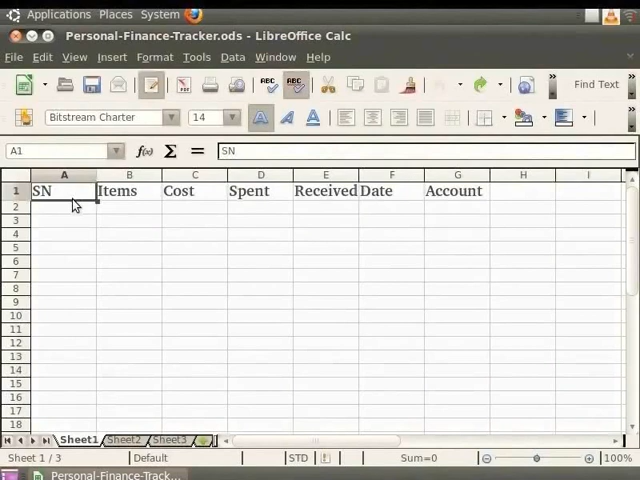 Applications Places System
Personal-Finance-Tracker.ods - LibreOffice Calc
File Edit View Insert Format Tools Data Window Help
ABC ABC Find Text
Bitstream Charter 14 A A A
A1 f(x) Σ = SN
A B C D E F G H I
1 SN Items Cost Spent Received Date Account
2
3
4
5
6
7
8
9
10
11
12
13
14
15
16
17
18
Sheet1 Sheet2 Sheet3
Sheet 1 / 3 Default STD Sum=0 100%
Personal-Finance-Track...